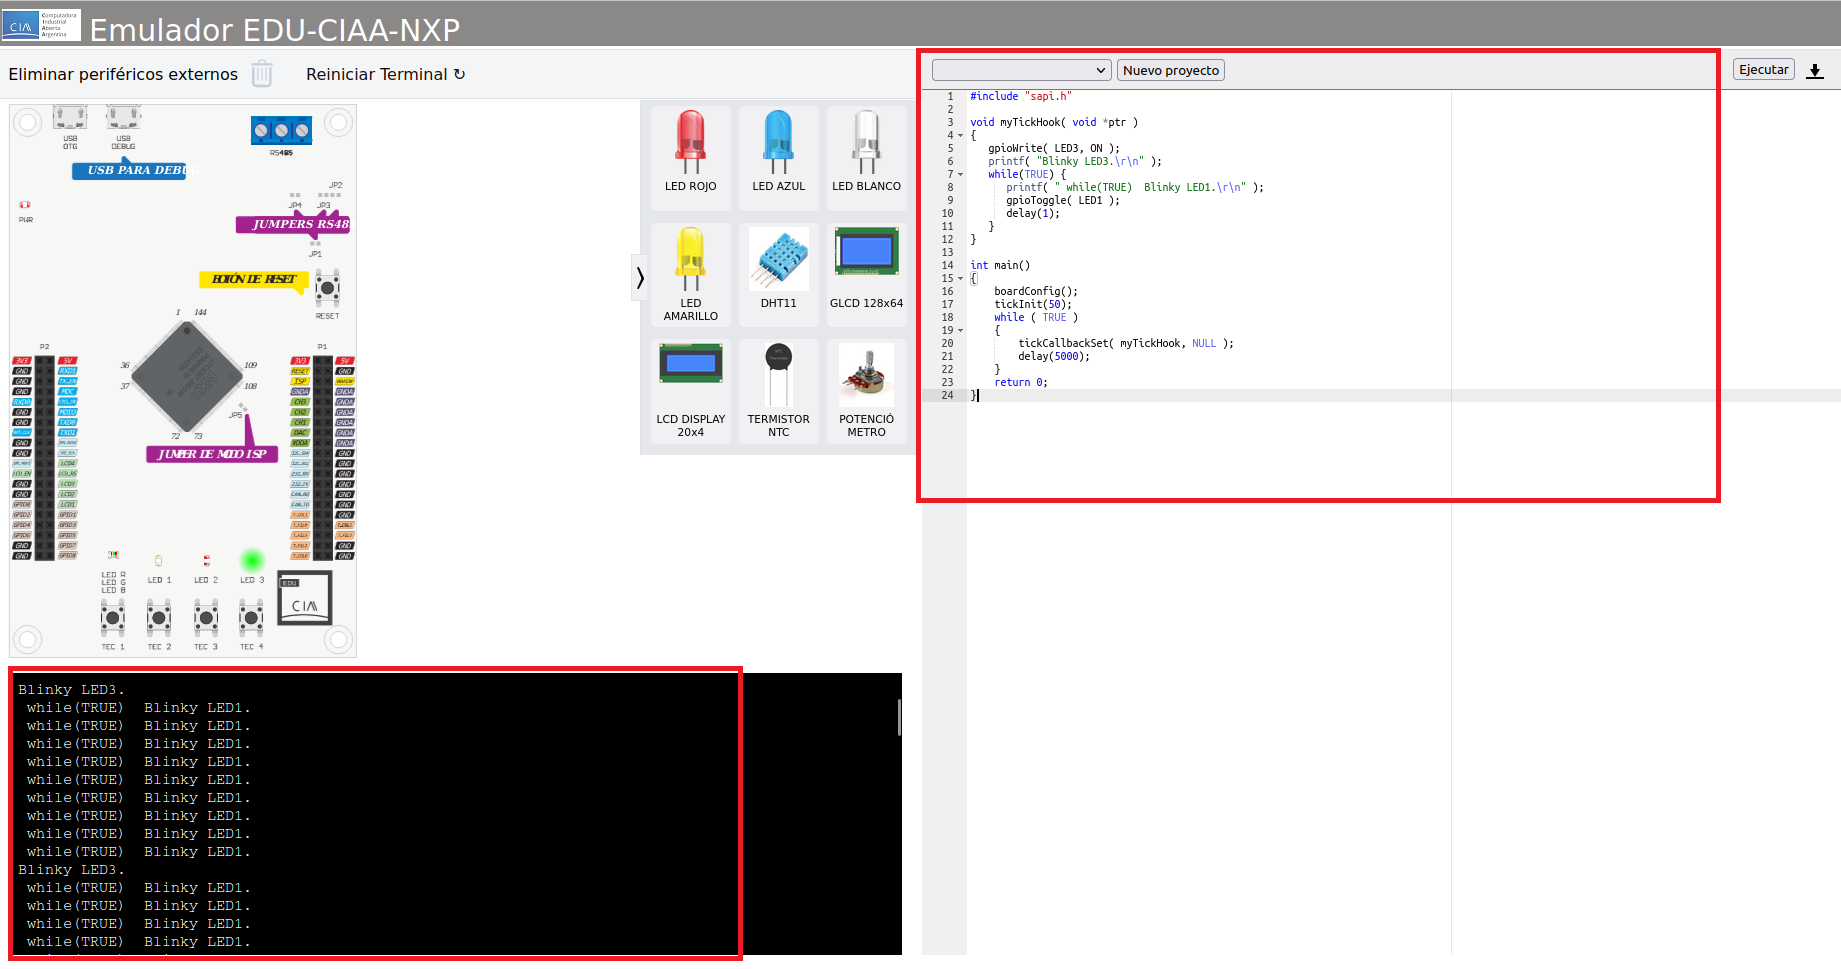 CIAA
Computadora
Industrial
Abierta
Argentina
Emulador EDU-CIAA-NXP
Eliminar periféricos externos
Reiniciar Terminal ↻
Nuevo proyecto
Ejecutar
USB
OTG
USB
DEBUG
USB PARA DEBUG
RS485
PWR
JP2
JP4
JP3
JUMPERS RS485
JP1
BOTÓN DE RESET
RESET
1
144
36
37
109
108
72
73
JP5
JUMPER DE MODO ISP
P2
P1
LED R
LED G
LED B
LED 1
LED 2
LED 3
TEC 1
TEC 2
TEC 3
TEC 4
EDU
CIAA
LED ROJO
LED AZUL
LED BLANCO
LED
AMARILLO
DHT11
GLCD 128x64
LCD DISPLAY
20x4
TERMISTOR
NTC
POTENCIÓ
METRO
1 #include "sapi.h"
2
3 void myTickHook( void *ptr )
4 {
5 gpioWrite( LED3, ON );
6 printf( "Blinky LED3.\r\n" );
7 while(TRUE) {
8 printf( " while(TRUE)  Blinky LED1.\r\n" );
9 gpioToggle( LED1 );
10 delay(1);
11 }
12 }
13
14 int main()
15 {
16 boardConfig();
17 tickInit(50);
18 while ( TRUE )
19 {
20 tickCallbackSet( myTickHook, NULL );
21 delay(5000);
22 }
23 return 0;
24 }
Blinky LED3.
while(TRUE)  Blinky LED1.
while(TRUE)  Blinky LED1.
while(TRUE)  Blinky LED1.
while(TRUE)  Blinky LED1.
while(TRUE)  Blinky LED1.
while(TRUE)  Blinky LED1.
while(TRUE)  Blinky LED1.
while(TRUE)  Blinky LED1.
while(TRUE)  Blinky LED1.
Blinky LED3.
while(TRUE)  Blinky LED1.
while(TRUE)  Blinky LED1.
while(TRUE)  Blinky LED1.
while(TRUE)  Blinky LED1.